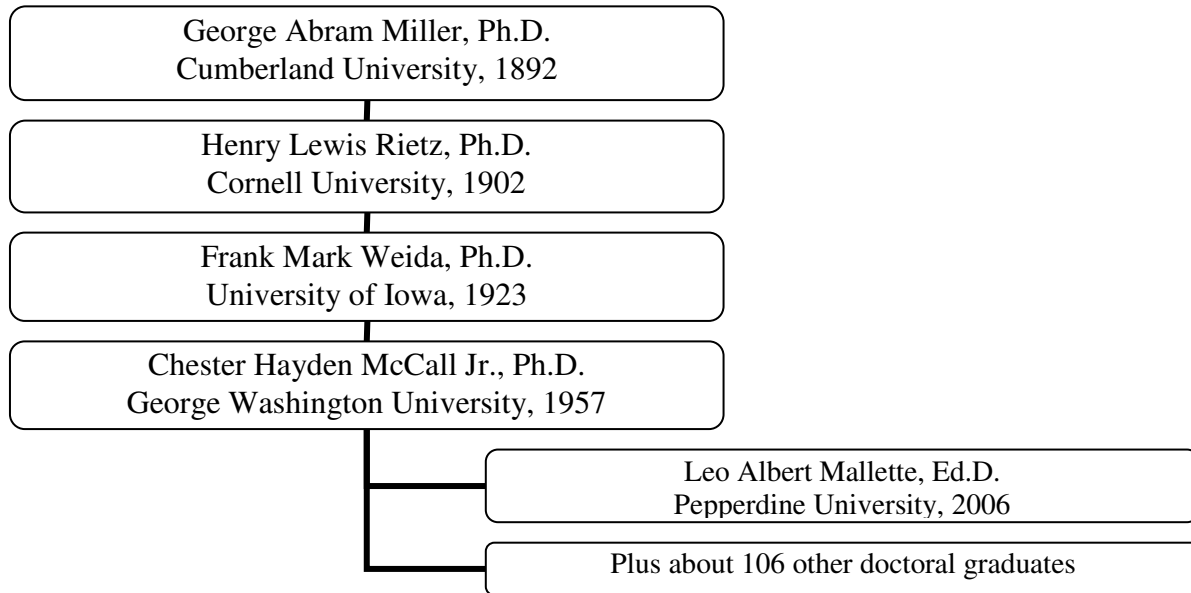 George Abram Miller, Ph.D.
Cumberland University, 1892
Henry Lewis Rietz, Ph.D.
Cornell University, 1902
Frank Mark Weida, Ph.D.
University of Iowa, 1923
Chester Hayden McCall Jr., Ph.D.
George Washington University, 1957
Leo Albert Mallette, Ed.D.
Pepperdine University, 2006
Plus about 106 other doctoral graduates